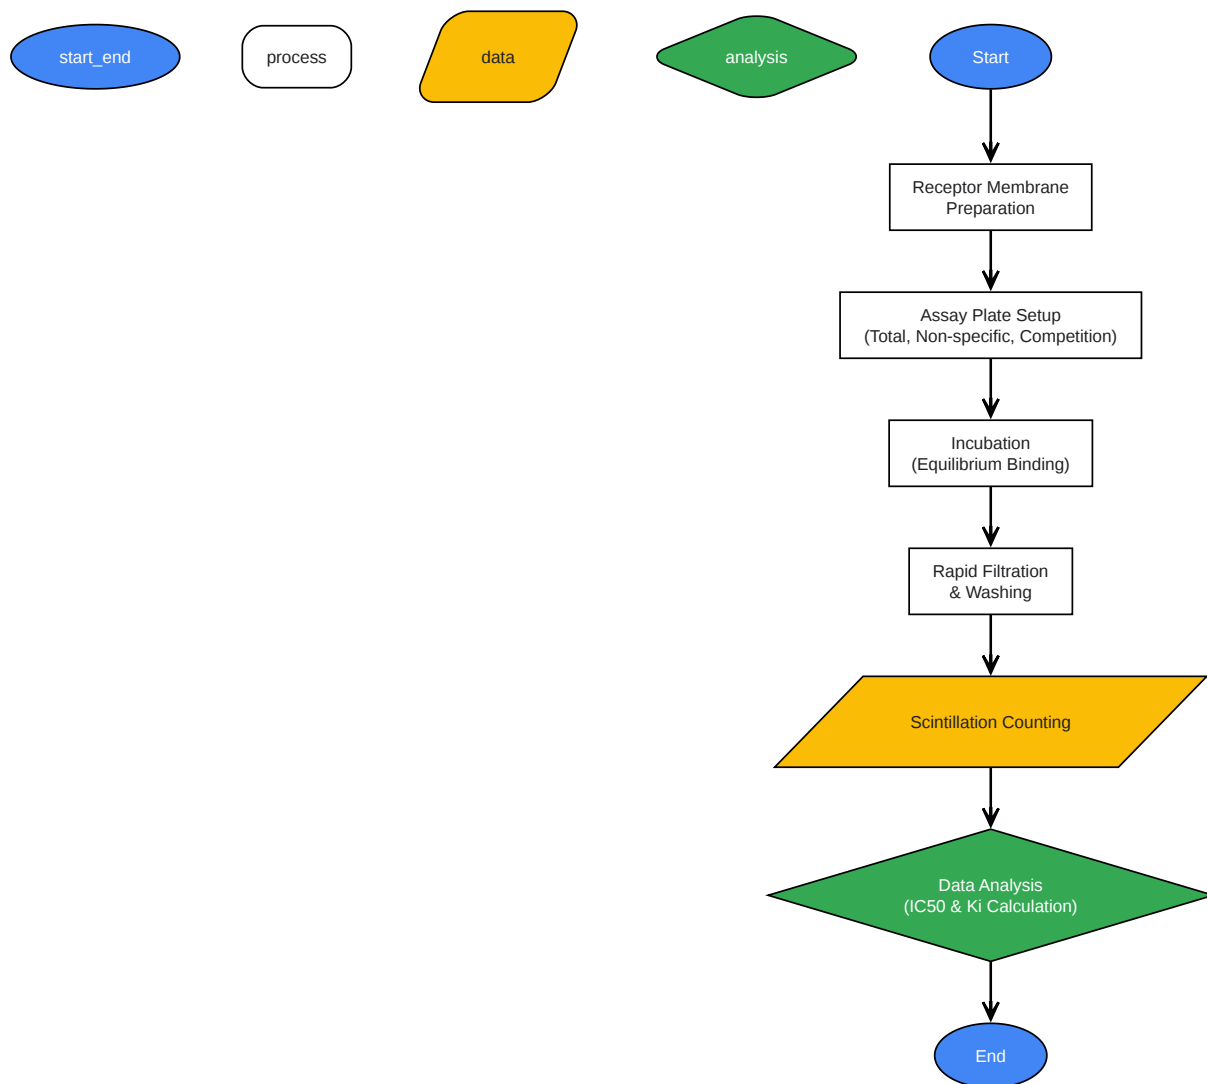 start_end
process
data
analysis
Start
Receptor Membrane
Preparation
Assay Plate Setup
(Total, Non-specific, Competition)
Incubation
(Equilibrium Binding)
Rapid Filtration
& Washing
Scintillation Counting
Data Analysis
(IC50 & Ki Calculation)
End